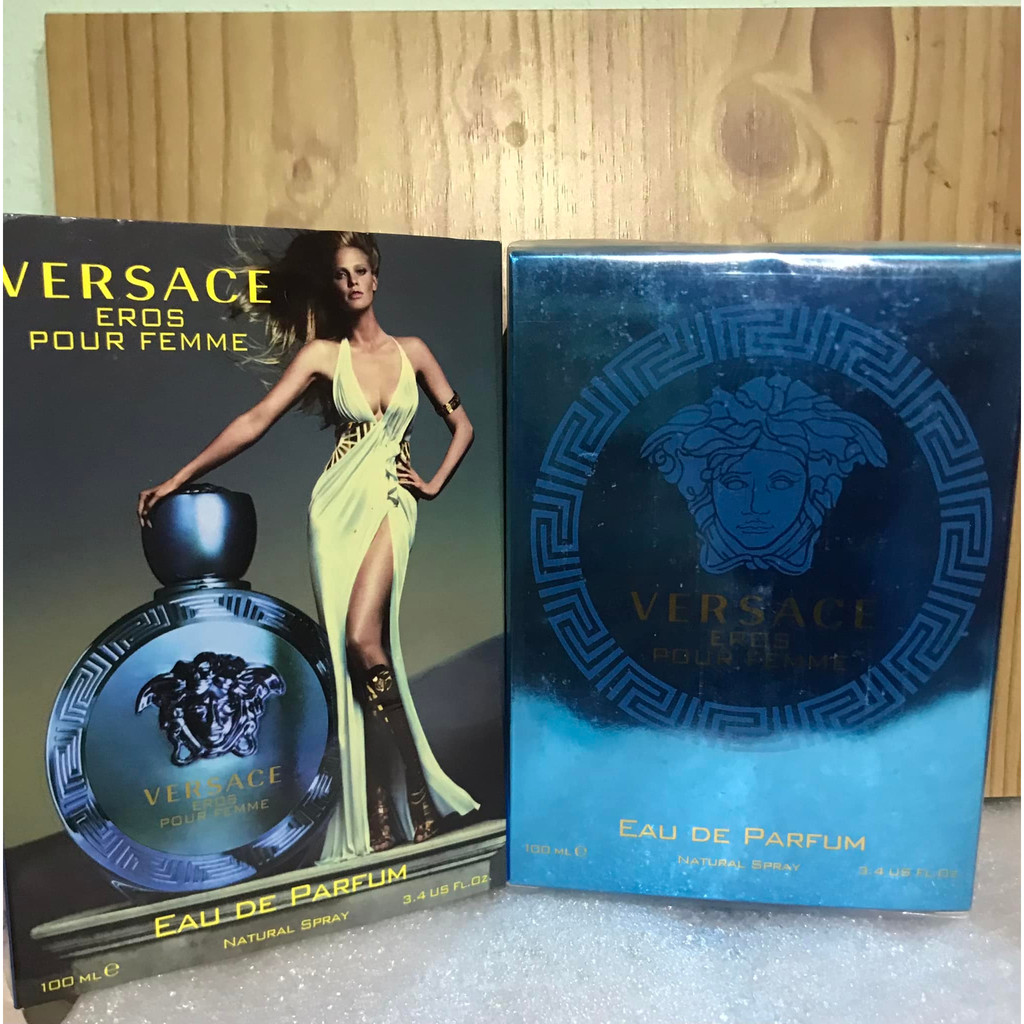 VERSACE
EROS
POUR FEMME
VERSACE
EROS
POUR FEMME
EAU DE PARFUM
NATURAL SPRAY
3.4 US FL.OZ
100 ML e
VERSACE
EROS
POUR FEMME
EAU DE PARFUM
100 ML e
NATURAL SPRAY
3.4 US FL.OZ